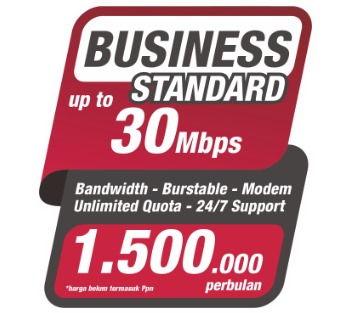 BUSINESS
STANDARD
up to
30Mbps
Bandwidth - Burstable - Modem
Unlimited Quota - 24/7 Support
1.500.000
*harga belum termasuk Ppn
perbulan